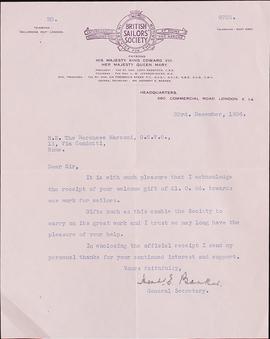 BRITISH
SAILORS'
SOCIETY
PATRONS
HIS MAJESTY KING EDWARD VIII
HER MAJESTY QUEEN MARY
HEADQUARTERS,
680 COMMERCIAL ROAD, LONDON, E.14
23rd. December, 1936.
H.E. The Marchese Marconi, G.C.V.O.,
11, Via Condotti,
Rome.
Dear Sir,
It is with much pleasure that I acknowledge
the receipt of your welcome gift of £1. 0. 0d. towards
our work for sailors.
Gifts such as this enable the Society to
carry on its great work and I trust we may long have the
pleasure of your help.
In enclosing the official receipt I send my
personal thanks for your continued interest and support.
Yours faithfully,
General Secretary.